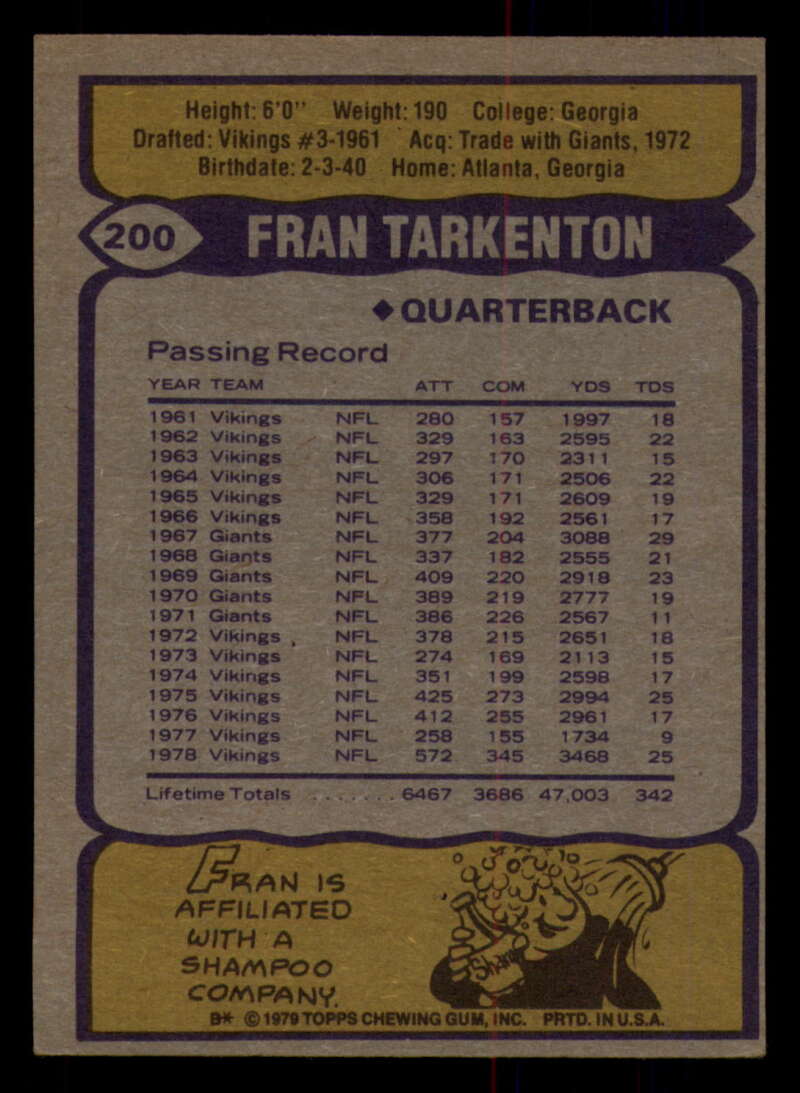 Height: 6'0" Weight: 190 College: Georgia
Drafted: Vikings #3-1961 Acq: Trade with Giants, 1972
Birthdate: 2-3-40 Home: Atlanta, Georgia
200 FRAN TARKENTON
◆ QUARTERBACK
Passing Record
YEAR TEAM ATT COM YDS TDS
1961 Vikings NFL 280 157 1997 18
1962 Vikings NFL 329 163 2595 22
1963 Vikings NFL 297 170 2311 15
1964 Vikings NFL 306 171 2506 22
1965 Vikings NFL 329 171 2609 19
1966 Vikings NFL 358 192 2561 17
1967 Giants NFL 377 204 3088 29
1968 Giants NFL 337 182 2555 21
1969 Giants NFL 409 220 2918 23
1970 Giants NFL 389 219 2777 19
1971 Giants NFL 386 226 2567 11
1972 Vikings NFL 378 215 2651 18
1973 Vikings NFL 274 169 2113 15
1974 Vikings NFL 351 199 2598 17
1975 Vikings NFL 425 273 2994 25
1976 Vikings NFL 412 255 2961 17
1977 Vikings NFL 258 155 1734 9
1978 Vikings NFL 572 345 3468 25
Lifetime Totals ....... 6467 3686 47,003 342
FRAN IS
AFFILIATED
WITH A
SHAMPOO
COMPANY.
Sham
B* © 1979 TOPPS CHEWING GUM, INC. PRTD. IN U.S.A.